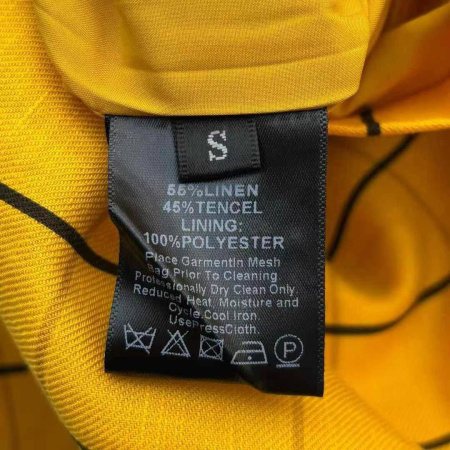 S
55%LINEN
45%TENCEL
LINING:
100%POLYESTER
Place GarmentIn Mesh
Bag Prior To Cleaning.
Professionally Dry Clean Only.
Reduced Heat, Moisture and
Cycle.Cool Iron.
UsepressCloth.
P